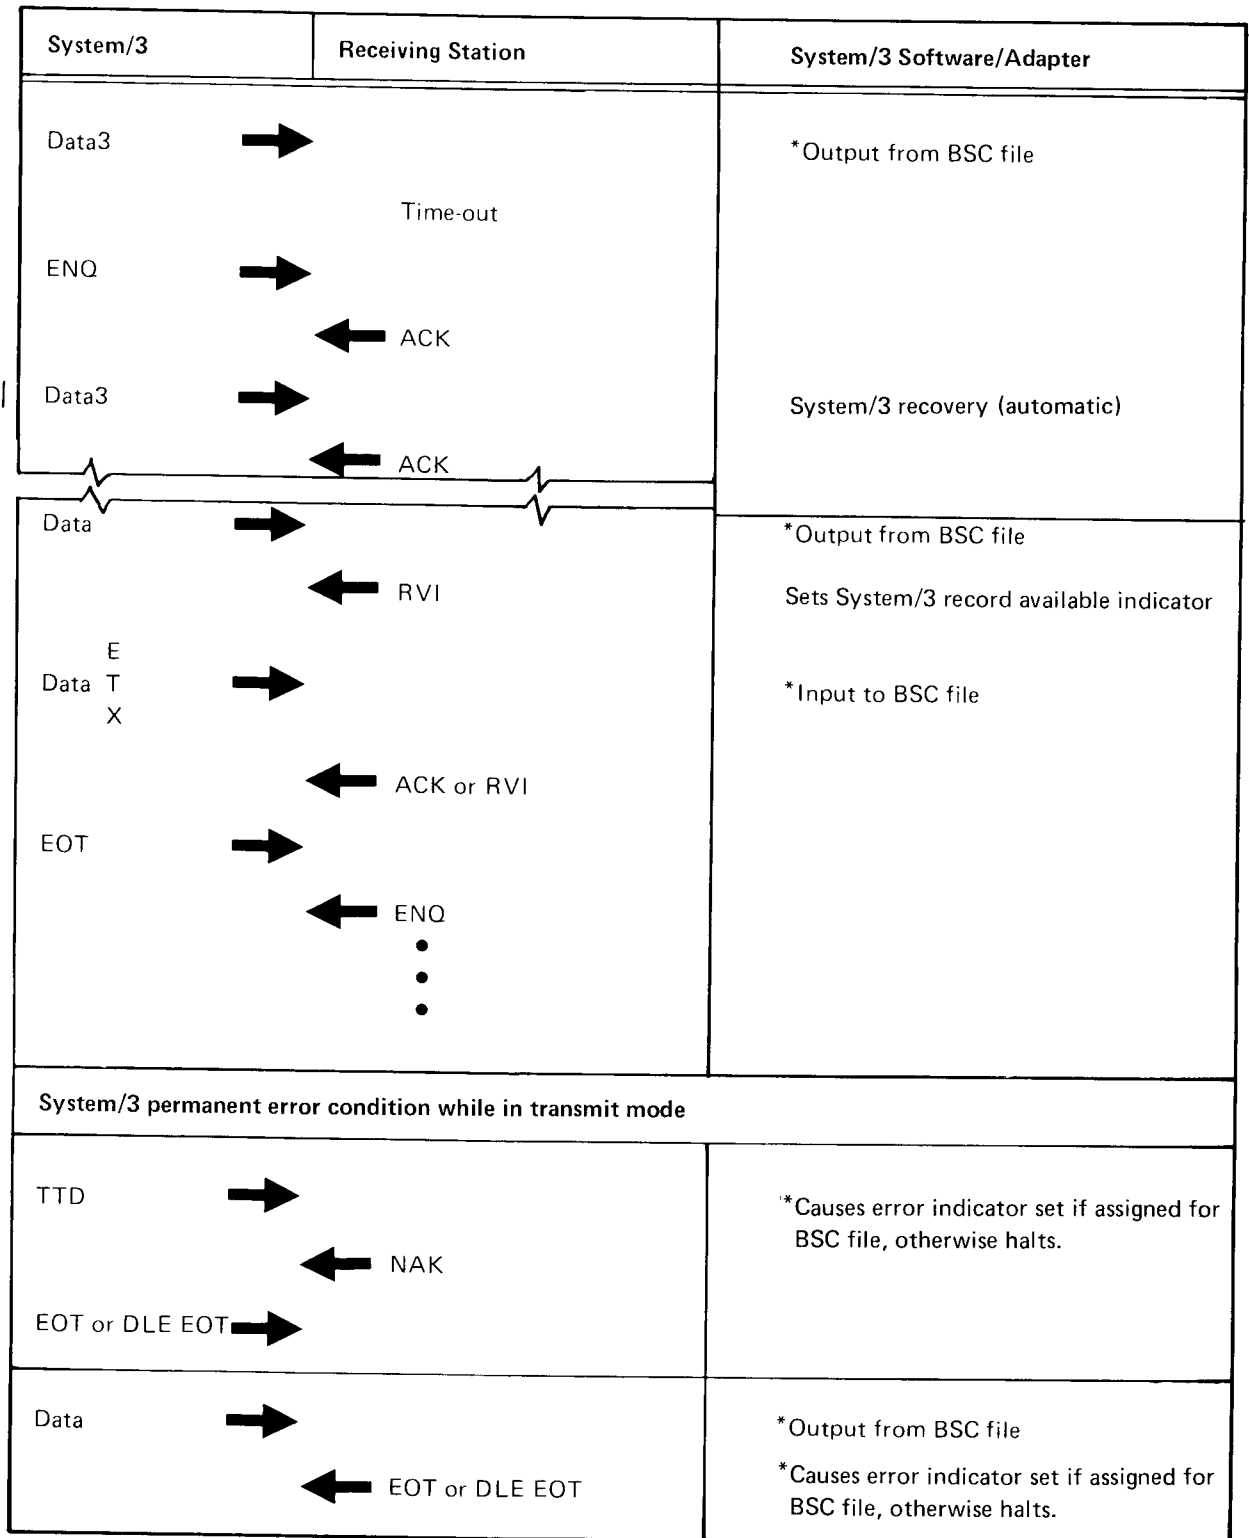 System/3 Receiving Station System/3 Software/Adapter
Data3 *Output from BSC file
Time-out
ENQ
ACK
Data3 System/3 recovery (automatic)
ACK
Data *Output from BSC file
RVI Sets System/3 record available indicator
E
Data T *Input to BSC file
X
ACK or RVI
EOT
ENQ
System/3 permanent error condition while in transmit mode
TTD *Causes error indicator set if assigned for
BSC file, otherwise halts.
NAK
EOT or DLE EOT
Data *Output from BSC file
EOT or DLE EOT *Causes error indicator set if assigned for
BSC file, otherwise halts.